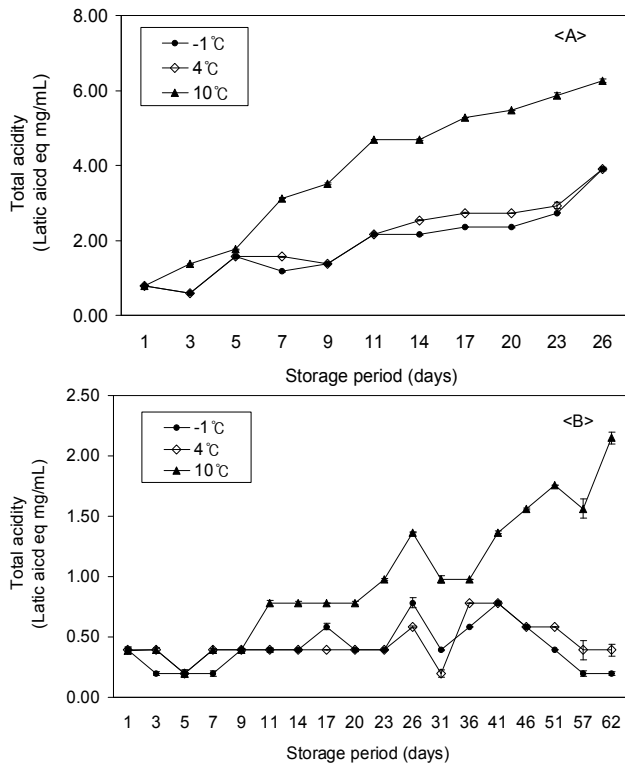 8.00
6.00
4.00
2.00
0.00
Total acidity
(Latic aicd eq mg/mL)
-1℃
4℃
10℃
<A>
1 3 5 7 9 11 14 17 20 23 26
Storage period (days)
2.50
2.00
1.50
1.00
0.50
0.00
Total acidity
(Latic aicd eq mg/mL)
-1℃
4℃
10℃
<B>
1 3 5 7 9 11 14 17 20 23 26 31 36 41 46 51 57 62
Storage period (days)